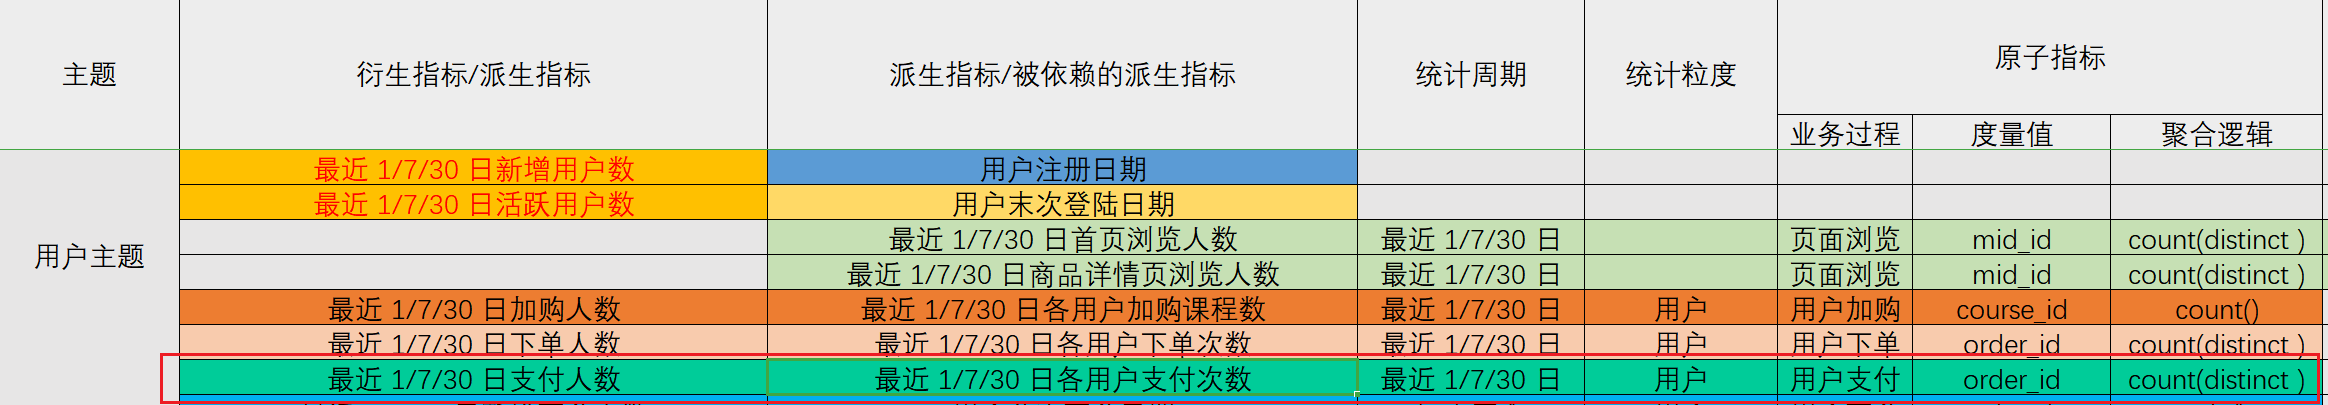 主题 衍生指标/派生指标 派生指标/被依赖的派生指标 统计周期 统计粒度 原子指标
业务过程 度量值 聚合逻辑
用户主题
最近 1/7/30 日新增用户数 用户注册日期
最近 1/7/30 日活跃用户数 用户末次登陆日期
最近 1/7/30 日首页浏览人数 最近 1/7/30 日 页面浏览 mid_id count(distinct )
最近 1/7/30 日商品详情页浏览人数 最近 1/7/30 日 页面浏览 mid_id count(distinct )
最近 1/7/30 日加购人数 最近 1/7/30 日各用户加购课程数 最近 1/7/30 日 用户 用户加购 course_id count()
最近 1/7/30 日下单人数 最近 1/7/30 日各用户下单次数 最近 1/7/30 日 用户 用户下单 order_id count(distinct )
最近 1/7/30 日支付人数 最近 1/7/30 日各用户支付次数 最近 1/7/30 日 用户 用户支付 order_id count(distinct )